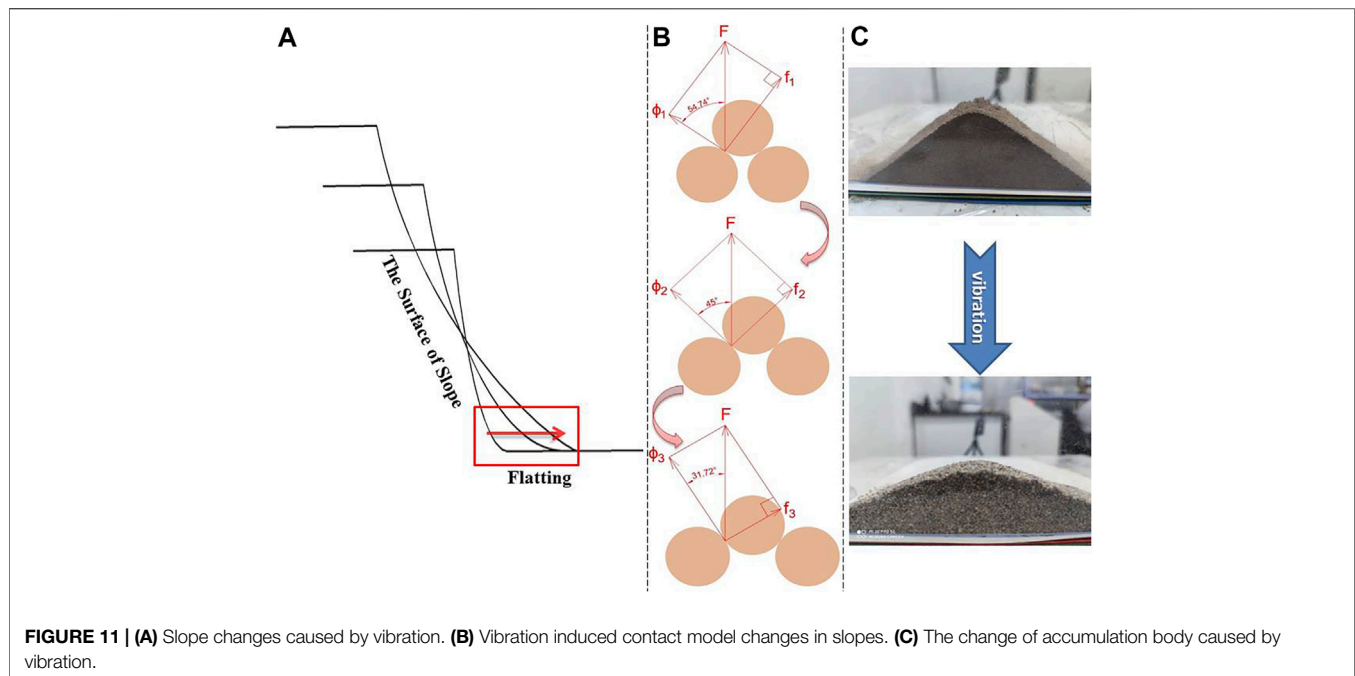 A
The Surface of Slope
Flatting
B
F
f1
ϕ1
54.74°
F
ϕ2
f2
45°
F
ϕ3
31.72°
f3
C
vibration
FIGURE 11 | (A) Slope changes caused by vibration. (B) Vibration induced contact model changes in slopes. (C) The change of accumulation body caused by
vibration.